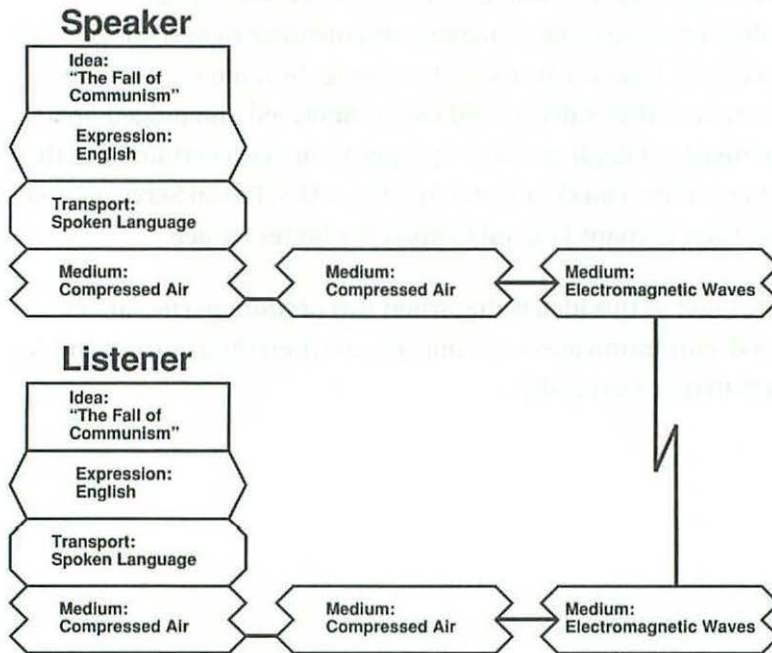 Speaker
Idea:
“The Fall of
Communism”
Expression:
English
Transport:
Spoken Language
Medium:
Compressed Air
Medium:
Compressed Air
Medium:
Electromagnetic Waves
Listener
Idea:
“The Fall of
Communism”
Expression:
English
Transport:
Spoken Language
Medium:
Compressed Air
Medium:
Compressed Air
Medium:
Electromagnetic Waves